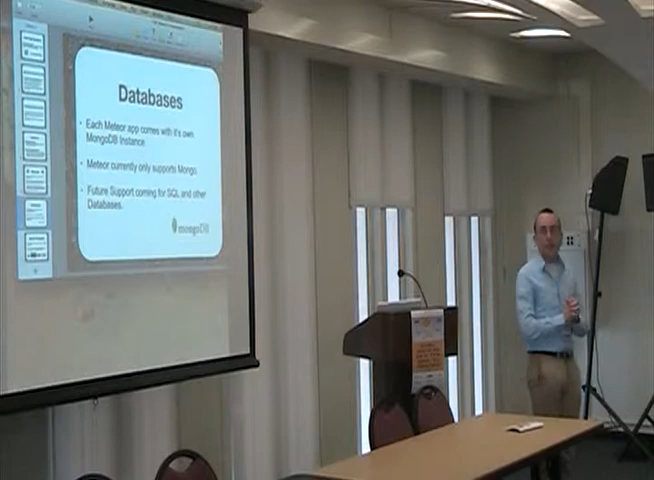 Databases
Each Meteor app comes with it's own
MongoDB Instance
Meteor currently only supports Mongo.
Future Support coming for SQL and other
Databases.
mongoDB